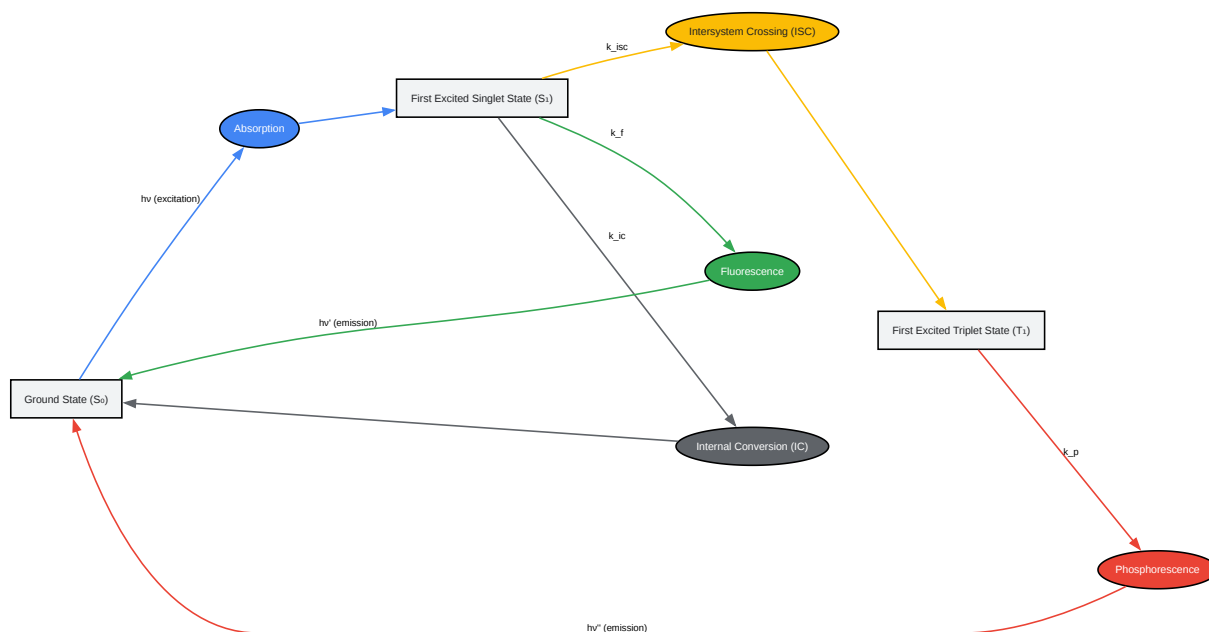 Intersystem Crossing (ISC)
k_isc
First Excited Singlet State (S₁)
Absorption
k_f
hν (excitation)
k_ic
Fluorescence
hν' (emission)
First Excited Triplet State (T₁)
Ground State (S₀)
Internal Conversion (IC)
k_p
Phosphorescence
hν'' (emission)